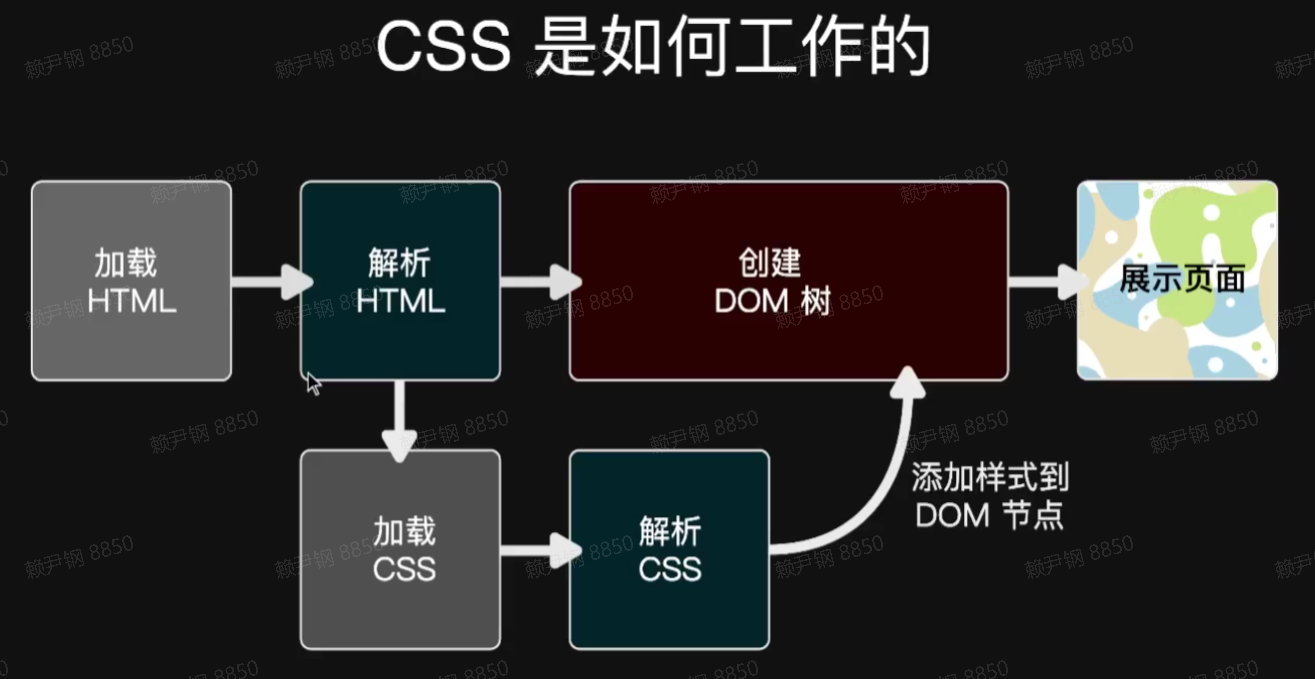 CSS 是如何工作的
加载
HTML
解析
HTML
创建
DOM 树
展示页面
加载
CSS
解析
CSS
添加样式到
DOM 节点
赖尹钢 8850